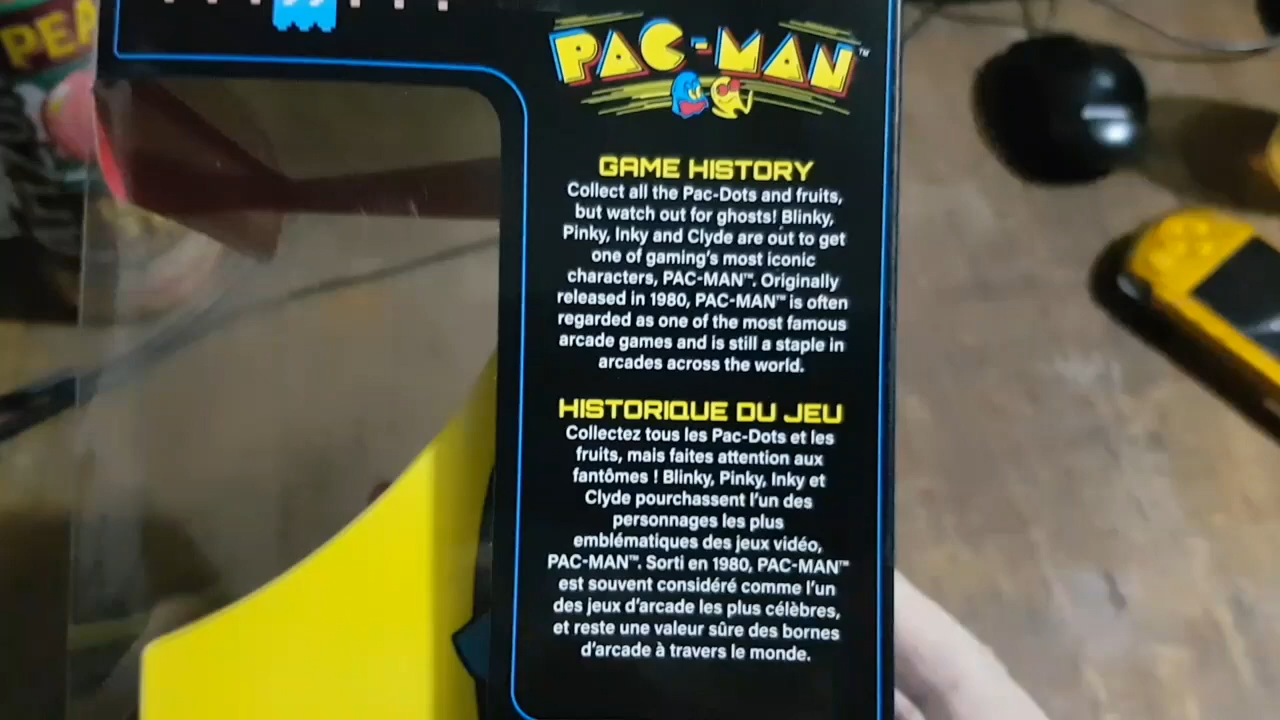 PEA
PAC-MAN™
GAME HISTORY
Collect all the Pac-Dots and fruits,
but watch out for ghosts! Blinky,
Pinky, Inky and Clyde are out to get
one of gaming's most iconic
characters, PAC-MAN™. Originally
released in 1980, PAC-MAN™ is often
regarded as one of the most famous
arcade games and is still a staple in
arcades across the world.
HISTORIQUE DU JEU
Collectez tous les Pac-Dots et les
fruits, mais faites attention aux
fantômes ! Blinky, Pinky, Inky et
Clyde pourchassent l'un des
personnages les plus
emblématiques des jeux vidéo,
PAC-MAN™. Sorti en 1980, PAC-MAN™
est souvent considéré comme l'un
des jeux d'arcade les plus célèbres,
et reste une valeur sûre des bornes
d'arcade à travers le monde.